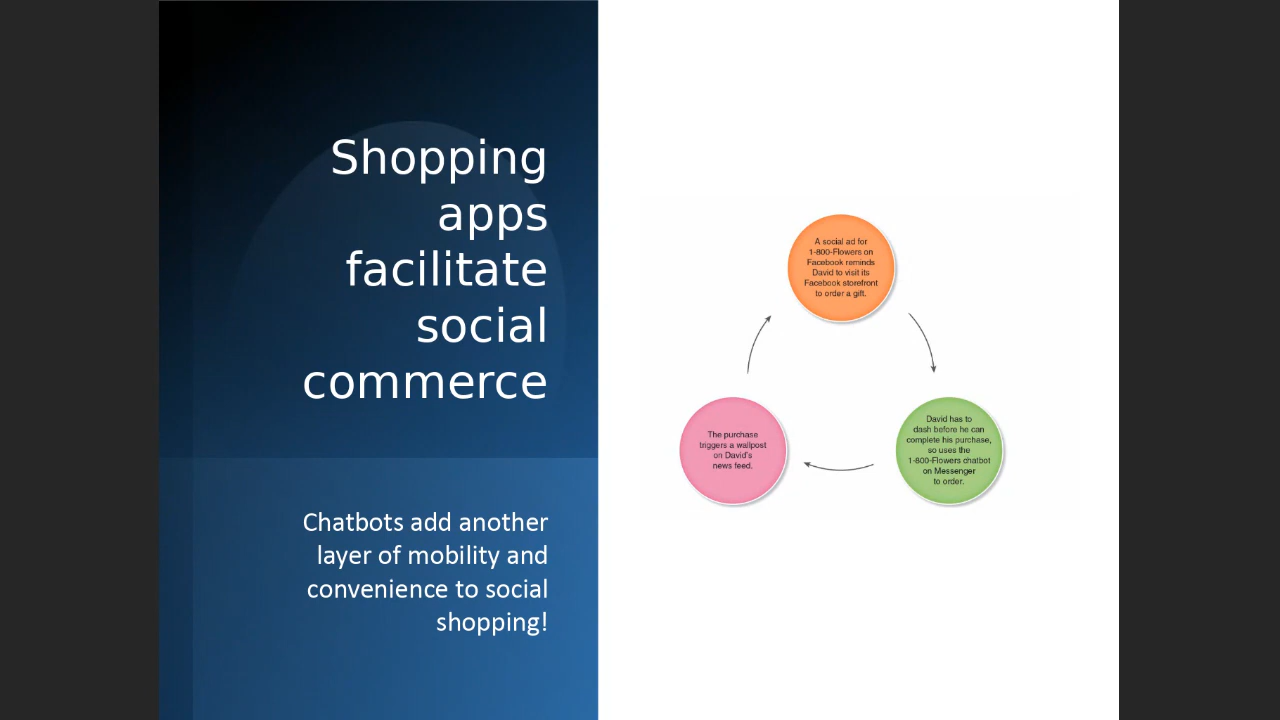 Shopping
apps
facilitate
social
commerce
Chatbots add another
layer of mobility and
convenience to social
shopping!
A social ad for
1-800-Flowers on
Facebook reminds
David to visit its
Facebook storefront
to order a gift.
David has to
dash before he can
complete his purchase,
so uses the
1-800-Flowers chatbot
on Messenger
to order.
The purchase
triggers a wallpost
on David's
news feed.